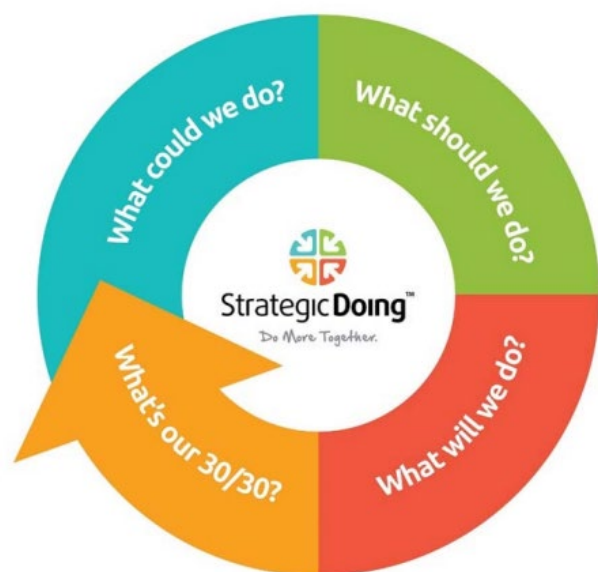 What could we do?
What should we do?
StrategicDoing™
Do More Together.
What's our 30/30?
What will we do?